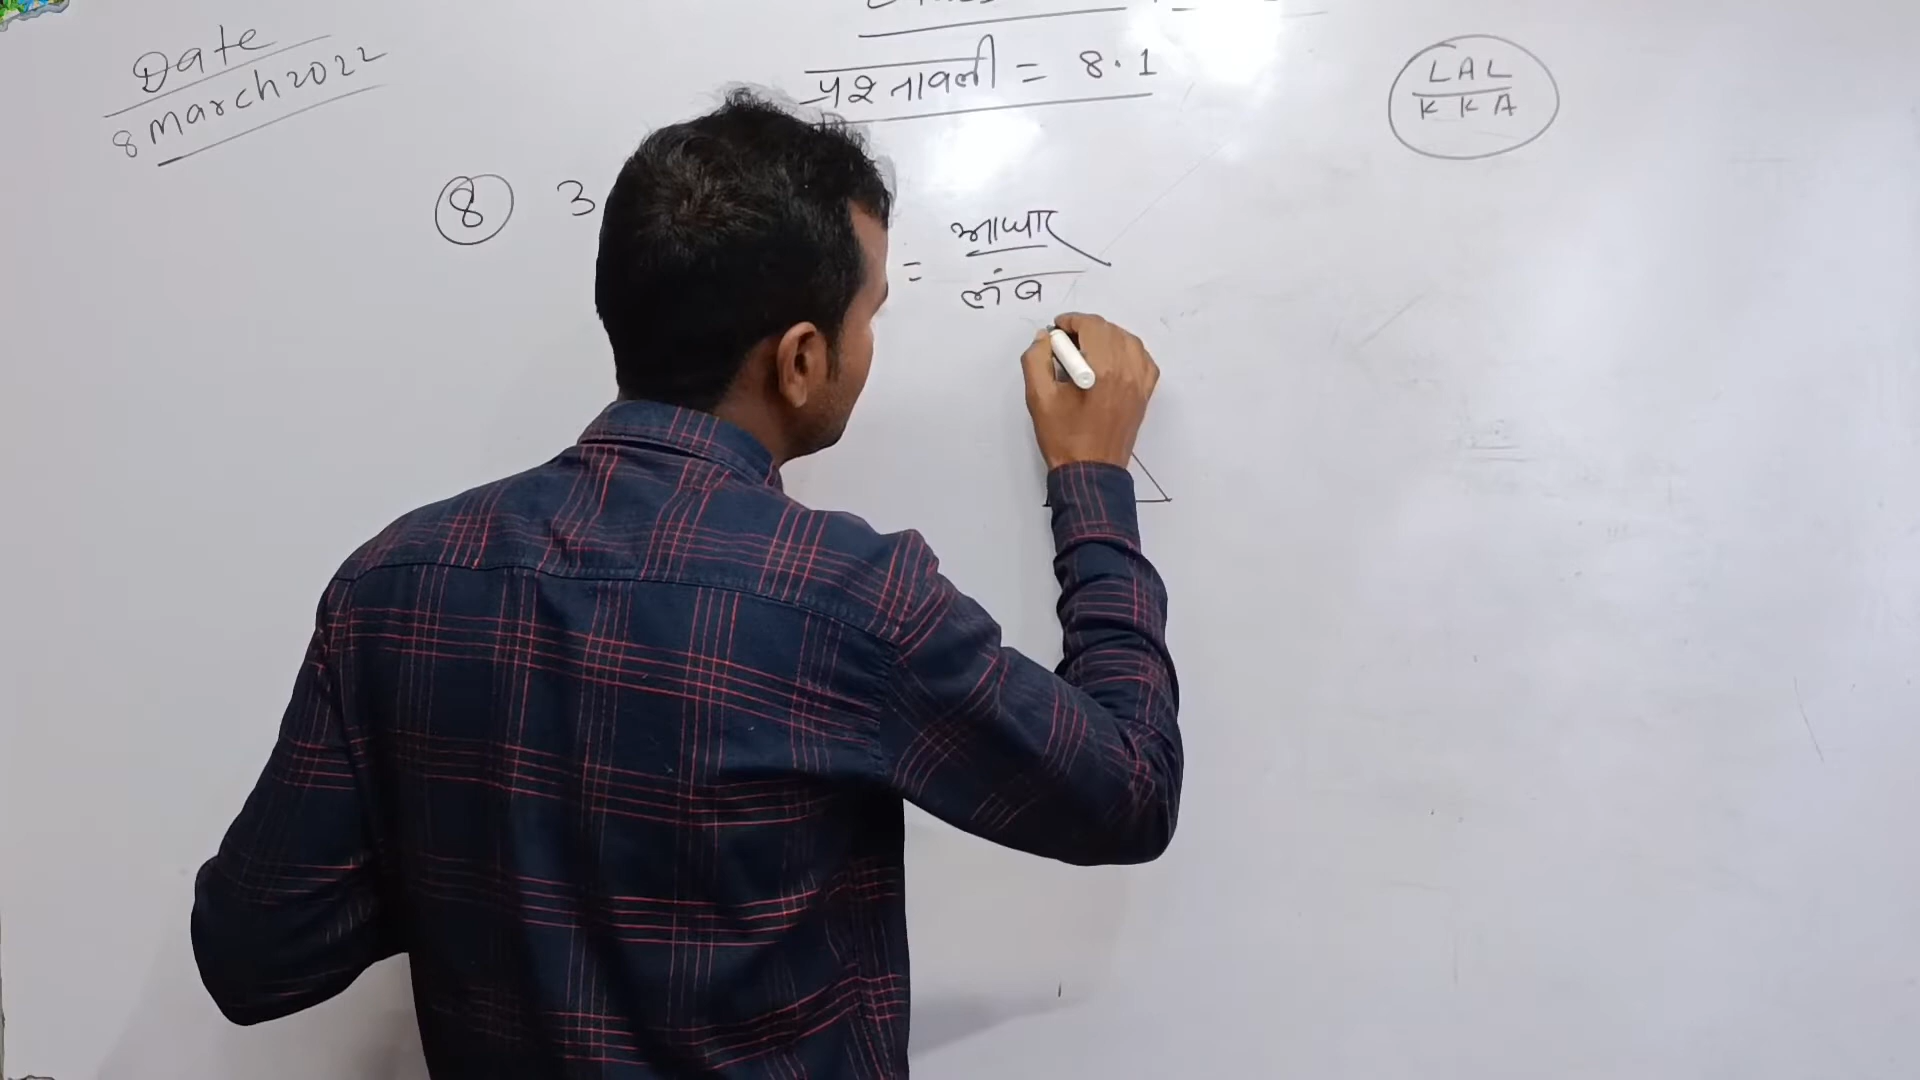 Date
8 March 2022
प्रश्नावली = 8.1
LAL
KKA
8 3
= आधार
लंब